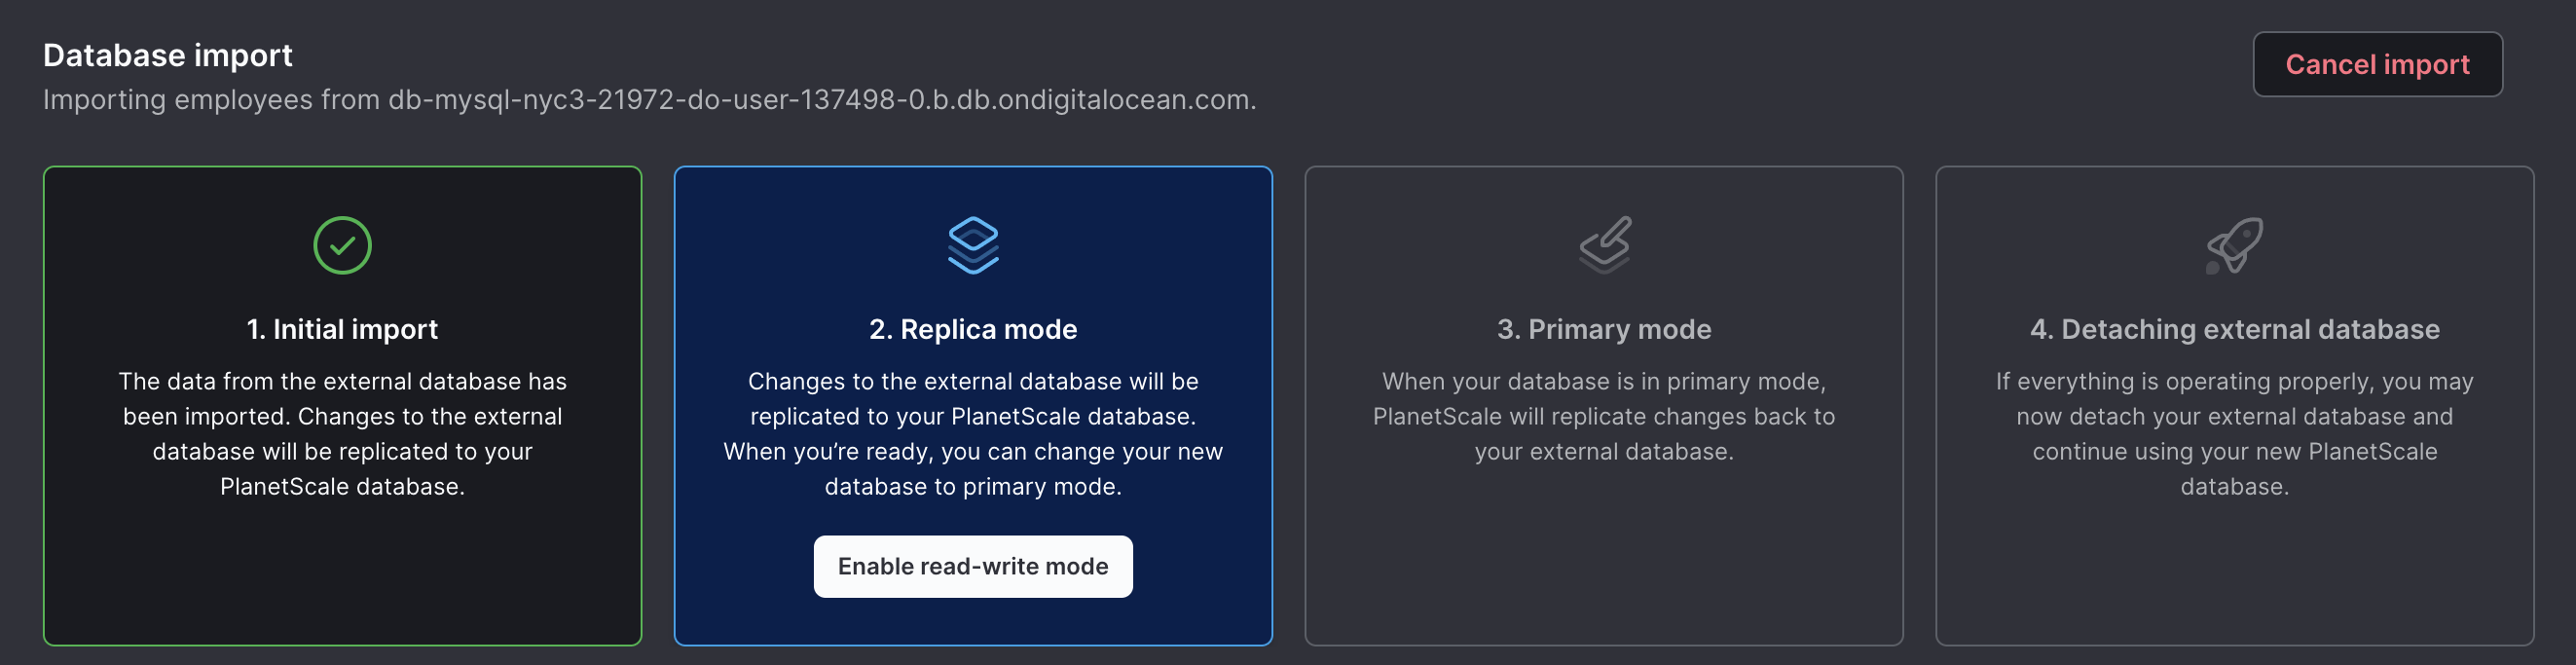 Database import
Cancel import
Importing employees from db-mysql-nyc3-21972-do-user-137498-0.b.db.ondigitalocean.com.
1. Initial import
The data from the external database has
been imported. Changes to the external
database will be replicated to your
PlanetScale database.
2. Replica mode
Changes to the external database will be
replicated to your PlanetScale database.
When you’re ready, you can change your new
database to primary mode.
Enable read-write mode
3. Primary mode
When your database is in primary mode,
PlanetScale will replicate changes back to
your external database.
4. Detaching external database
If everything is operating properly, you may
now detach your external database and
continue using your new PlanetScale
database.